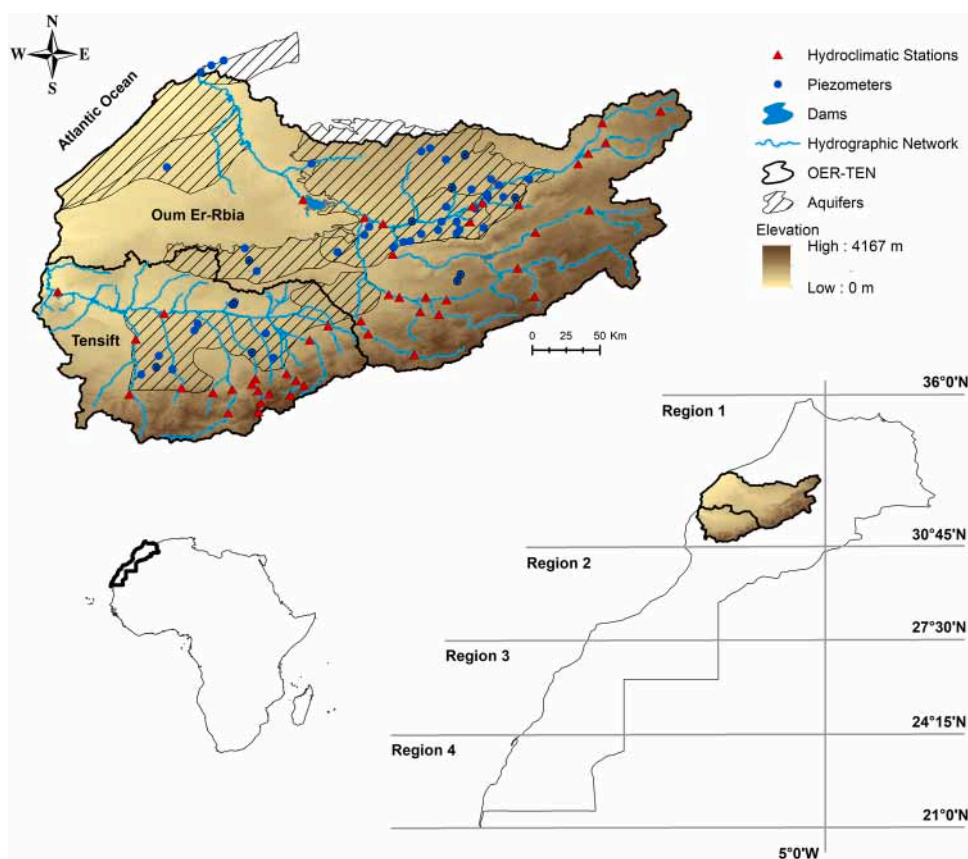 N
W E
S
Atlantic Ocean
Oum Er-Rbia
Tensift
Hydroclimatic Stations
Piezometers
Dams
Hydrographic Network
OER-TEN
Aquifers
Elevation
High : 4167 m
Low : 0 m
0 25 50 Km
36°0'N
Region 1
30°45'N
Region 2
27°30'N
Region 3
24°15'N
Region 4
21°0'N
5°0'W